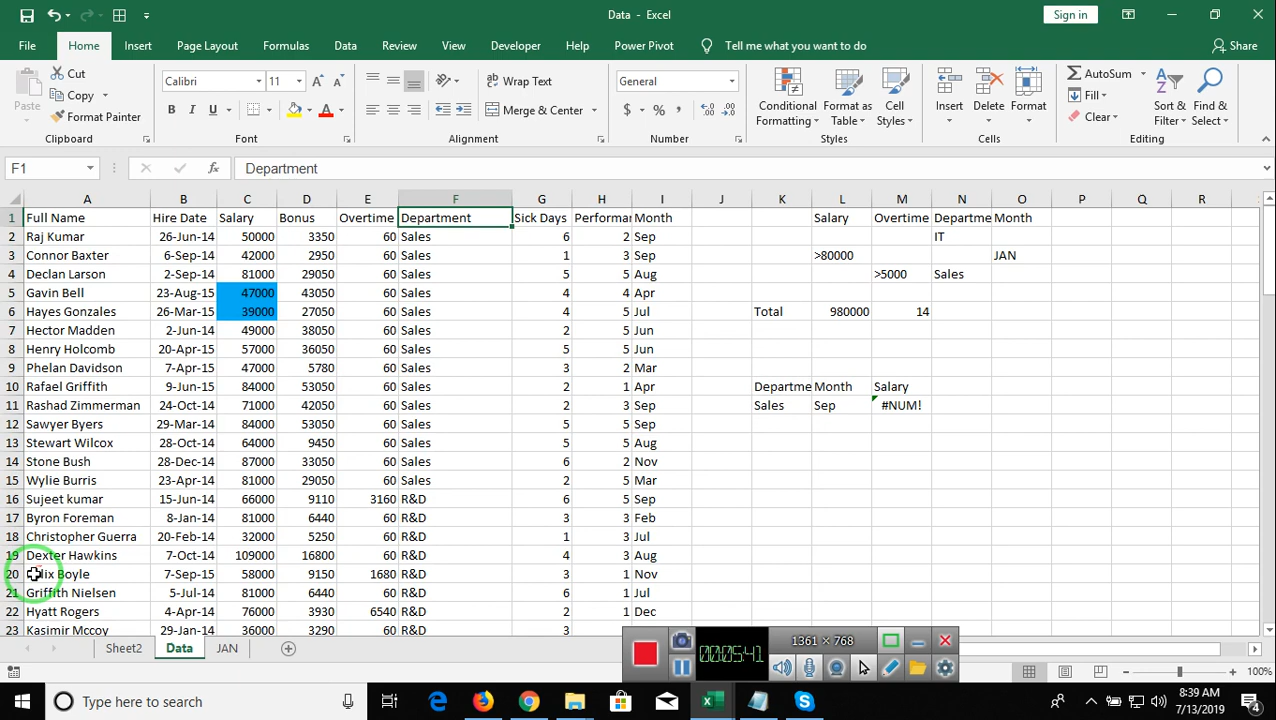 Data - Excel
Sign in
File Home Insert Page Layout Formulas Data Review View Developer Help Power Pivot Tell me what you want to do Share
Paste Cut Copy Format Painter Clipboard
Calibri 11 B I U Font
Wrap Text Merge & Center Alignment
General $ % , Number
Conditional Formatting Format as Table Cell Styles Styles
Insert Delete Format Cells
AutoSum Fill Clear Sort & Filter Find & Select Editing
F1 fx Department
A B C D E F G H I J K L M N O P Q R
1 Full Name Hire Date Salary Bonus Overtime Department Sick Days Performar Month Salary Overtime Departme Month
2 Raj Kumar 26-Jun-14 50000 3350 60 Sales 6 2 Sep IT
3 Connor Baxter 6-Sep-14 42000 2950 60 Sales 1 3 Sep >80000 JAN
4 Declan Larson 2-Sep-14 81000 29050 60 Sales 5 5 Aug >5000 Sales
5 Gavin Bell 23-Aug-15 47000 43050 60 Sales 4 4 Apr
6 Hayes Gonzales 26-Mar-15 39000 27050 60 Sales 4 5 Jul Total 980000 14
7 Hector Madden 2-Jun-14 49000 38050 60 Sales 2 5 Jun
8 Henry Holcomb 20-Apr-15 57000 36050 60 Sales 5 5 Jun
9 Phelan Davidson 7-Apr-15 47000 5780 60 Sales 3 2 Mar
10 Rafael Griffith 9-Jun-15 84000 53050 60 Sales 2 1 Apr Departme Month Salary
11 Rashad Zimmerman 24-Oct-14 71000 42050 60 Sales 2 3 Sep Sales Sep #NUM!
12 Sawyer Byers 29-Mar-14 84000 53050 60 Sales 5 5 Sep
13 Stewart Wilcox 28-Oct-14 64000 9450 60 Sales 5 5 Aug
14 Stone Bush 28-Dec-14 87000 33050 60 Sales 6 2 Nov
15 Wylie Burris 23-Apr-14 81000 29050 60 Sales 2 5 Mar
16 Sujeet kumar 15-Jun-14 66000 9110 3160 R&D 6 5 Sep
17 Byron Foreman 8-Jan-14 81000 6440 60 R&D 3 3 Feb
18 Christopher Guerra 20-Feb-14 32000 5250 60 R&D 1 3 Jul
19 Dexter Hawkins 7-Oct-14 109000 16800 60 R&D 4 3 Aug
20 Boyle 7-Sep-15 58000 9150 1680 R&D 3 1 Nov
21 Griffith Nielsen 5-Jul-14 81000 6440 60 R&D 6 1 Jul
22 Hyatt Rogers 4-Apr-14 76000 3930 6540 R&D 2 1 Dec
23 Kasimir Mccoy 29-Jan-14 36000 3290 60 R&D 3
Sheet2 Data JAN
00:05:41 1361 × 768
100%
Type here to search
8:39 AM
7/13/2019
4